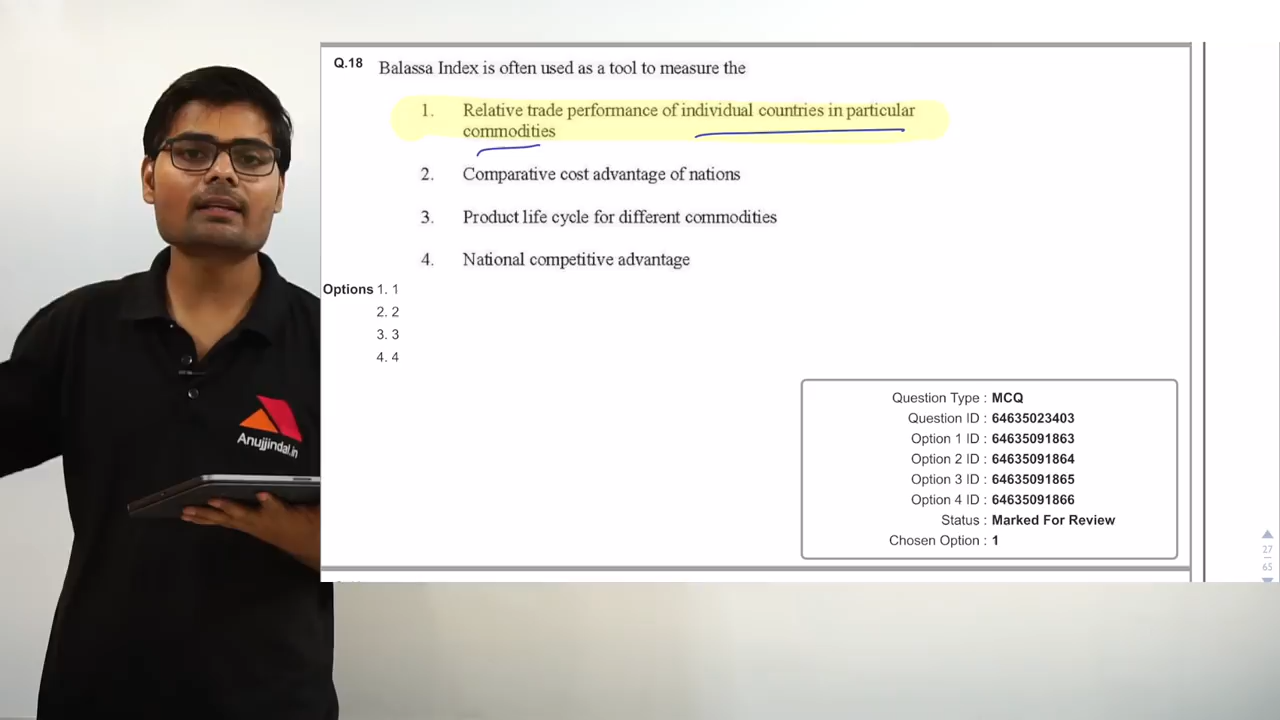 Q.18 Balassa Index is often used as a tool to measure the
1. Relative trade performance of individual countries in particular
commodities
2. Comparative cost advantage of nations
3. Product life cycle for different commodities
4. National competitive advantage
Options 1. 1
2. 2
3. 3
4. 4
Question Type : MCQ
Question ID : 64635023403
Option 1 ID : 64635091863
Option 2 ID : 64635091864
Option 3 ID : 64635091865
Option 4 ID : 64635091866
Status : Marked For Review
Chosen Option : 1
Anujjindal.in
27
65